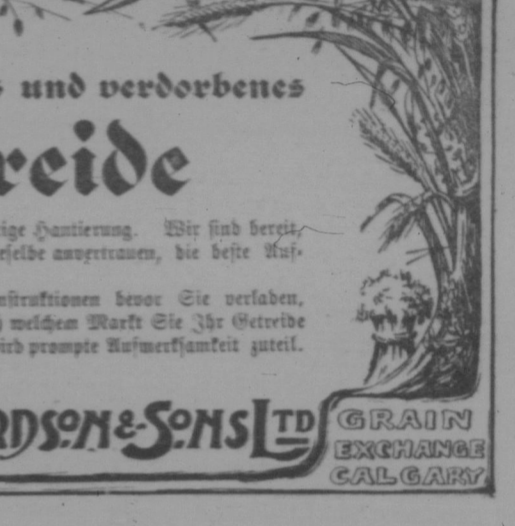 und verdorbenes
reide
ige Hantierung. Wir sind bereit,
eselbe anvertrauen, die beste Auf-
nstruktionen bevor Sie verladen,
welchem Markt Sie Ihr Getreide
ird prompte Aufmerksamkeit zuteil.
RDSON & SONS LTD
GRAIN
EXCHANGE
CALGARY